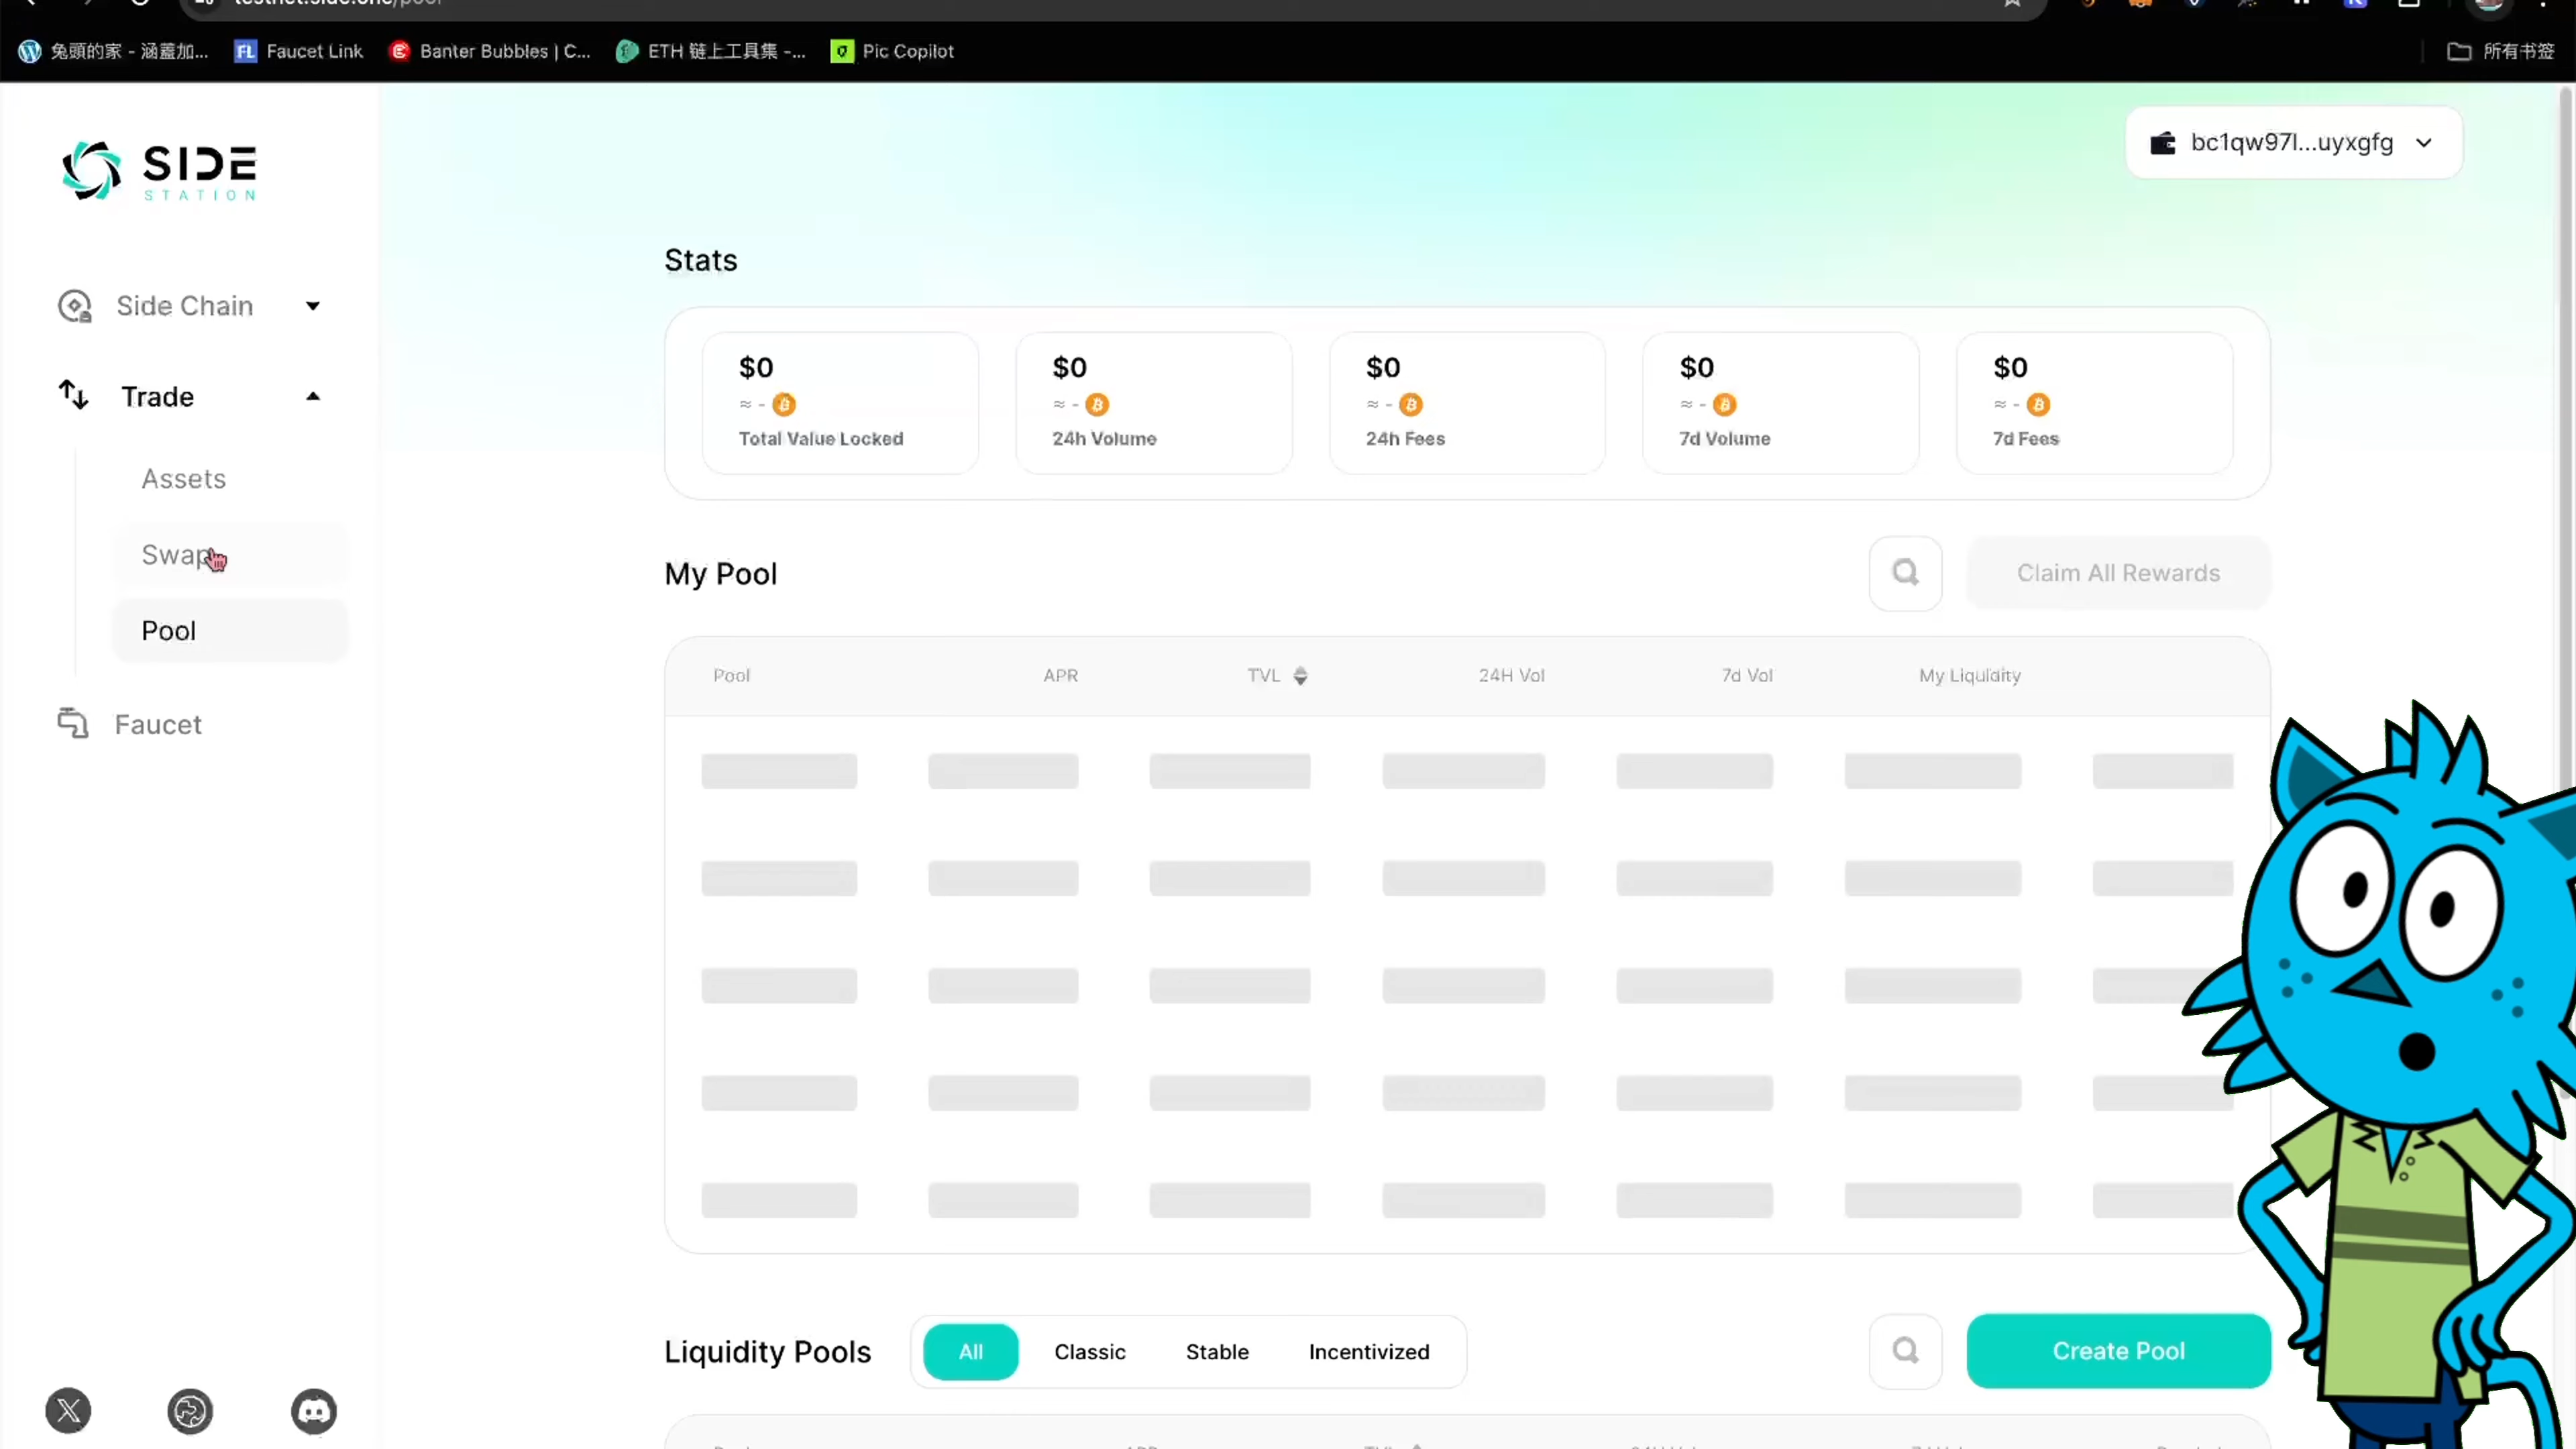 兔頭的家 - 涵蓋加...
FL Faucet Link
Banter Bubbles | C...
ETH 链上工具集 -...
Pic Copilot
所有书签
SIDE
STATION
bc1qw97l...uyxgfg
Side Chain
Trade
Assets
Swap
Pool
Faucet
Stats
$0
≈ -
Total Value Locked
$0
≈ -
24h Volume
$0
≈ -
24h Fees
$0
≈ -
7d Volume
$0
≈ -
7d Fees
My Pool
Claim All Rewards
Pool APR TVL 24H Vol 7d Vol My Liquidity
Liquidity Pools
All Classic Stable Incentivized
Create Pool